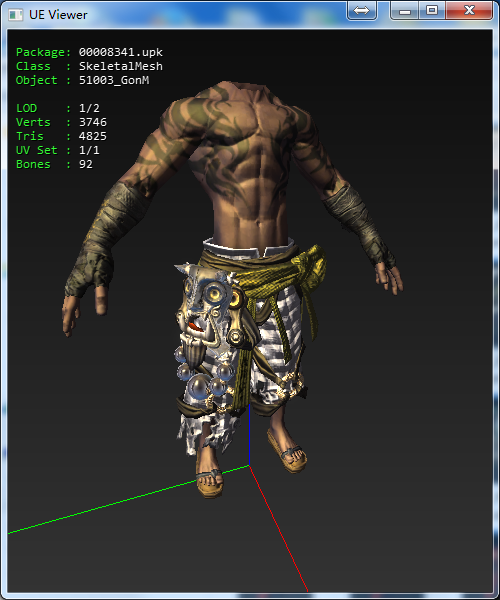 UE Viewer
Package: 00008341.upk
Class : SkeletalMesh
Object : 51003_GonM
LOD : 1/2
Verts : 3746
Tris : 4825
UV Set : 1/1
Bones : 92